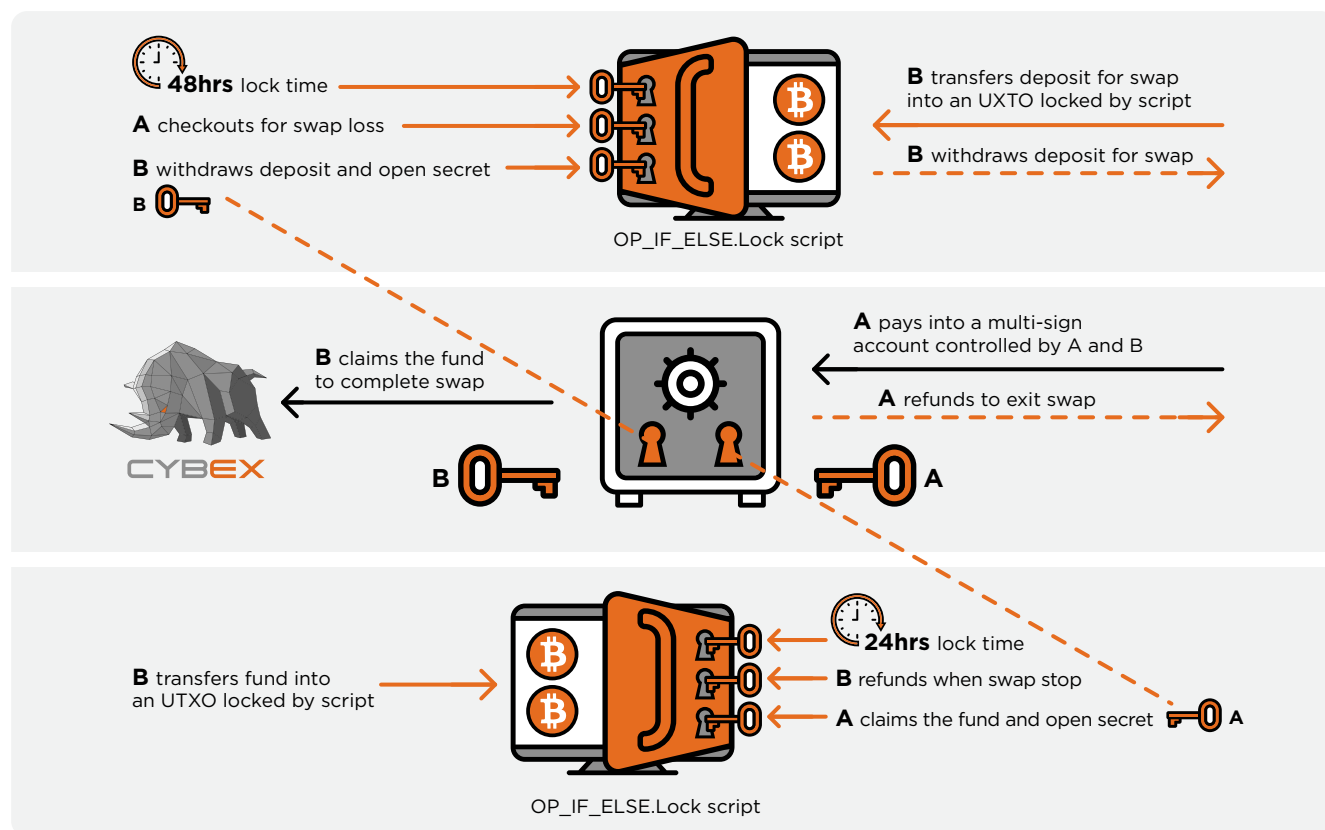 48hrs lock time
A checkouts for swap loss
B withdraws deposit and open secret
B
OP_IF_ELSE.Lock script
B transfers deposit for swap
into an UXTO locked by script
B withdraws deposit for swap
B claims the fund
to complete swap
CYBEX
B
A pays into a multi-sign
account controlled by A and B
A refunds to exit swap
A
B transfers fund into
an UTXO locked by script
OP_IF_ELSE.Lock script
24hrs lock time
B refunds when swap stop
A claims the fund and open secret
A